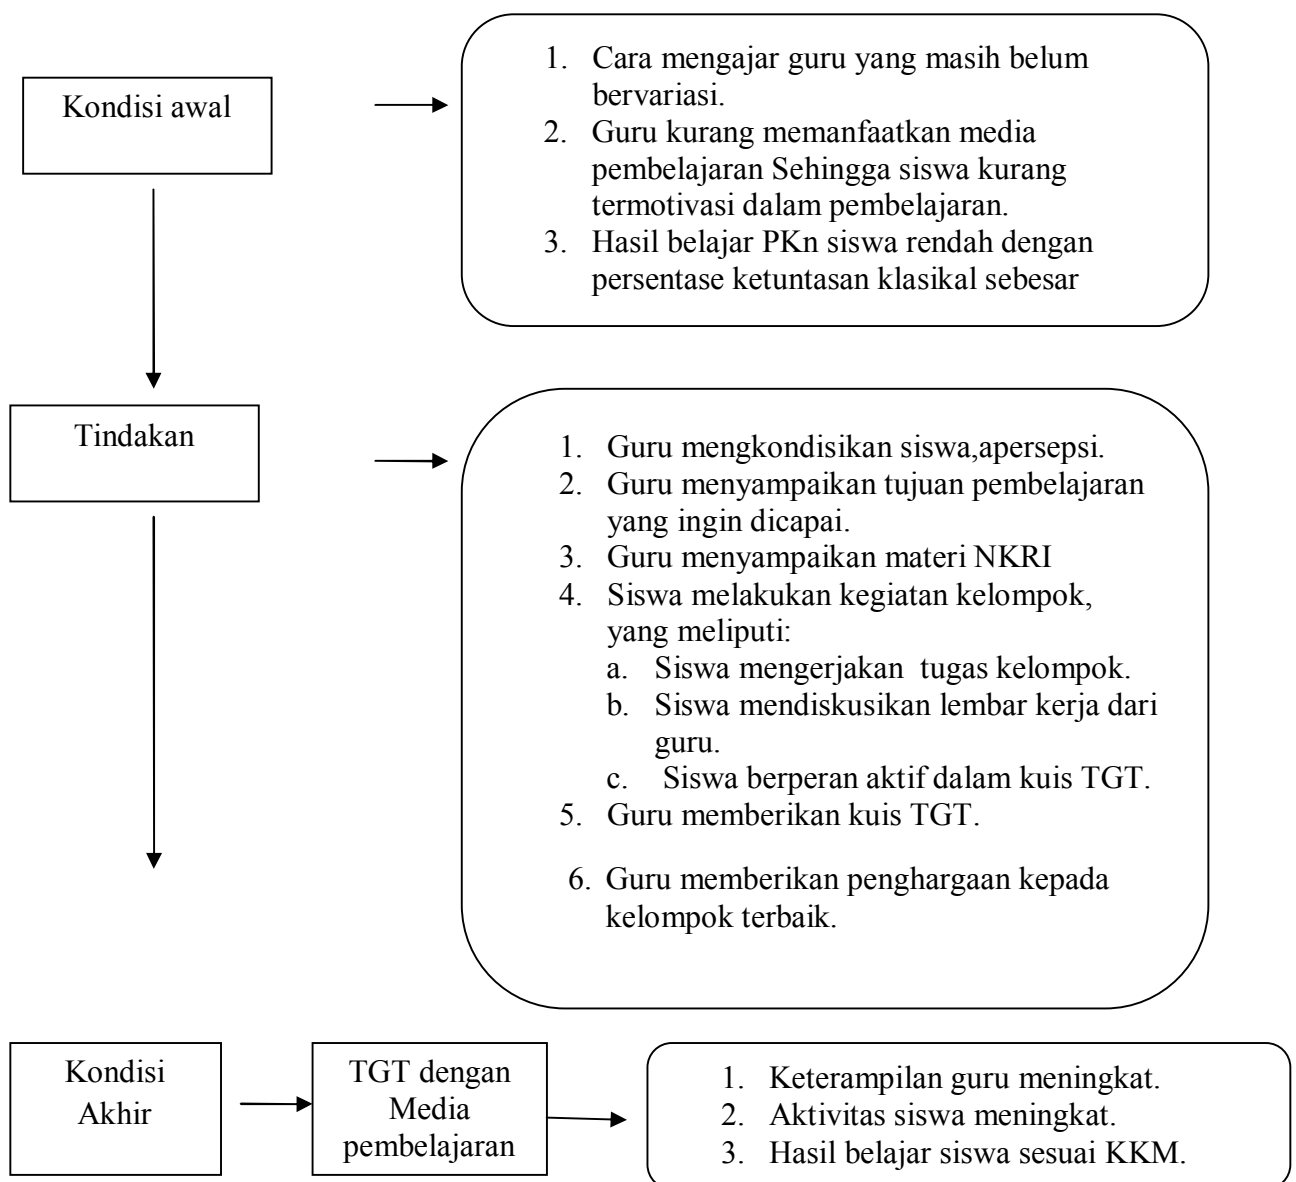 Kondisi awal
1. Cara mengajar guru yang masih belum
bervariasi.
2. Guru kurang memanfaatkan media
pembelajaran Sehingga siswa kurang
termotivasi dalam pembelajaran.
3. Hasil belajar PKn siswa rendah dengan
persentase ketuntasan klasikal sebesar
Tindakan
1. Guru mengkondisikan siswa,apersepsi.
2. Guru menyampaikan tujuan pembelajaran
yang ingin dicapai.
3. Guru menyampaikan materi NKRI
4. Siswa melakukan kegiatan kelompok,
yang meliputi:
a. Siswa mengerjakan tugas kelompok.
b. Siswa mendiskusikan lembar kerja dari
guru.
c. Siswa berperan aktif dalam kuis TGT.
5. Guru memberikan kuis TGT.
6. Guru memberikan penghargaan kepada
kelompok terbaik.
Kondisi
Akhir
TGT dengan
Media
pembelajaran
1. Keterampilan guru meningkat.
2. Aktivitas siswa meningkat.
3. Hasil belajar siswa sesuai KKM.